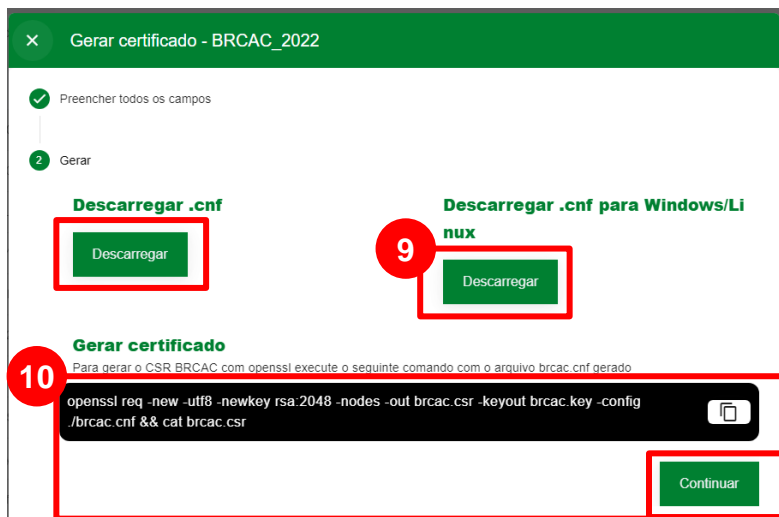 Gerar certificado - BRCAC_2022
Preencher todos os campos
2 Gerar
Descarregar .cnf
Descarregar
Descarregar .cnf para Windows/Li
nux
9
Descarregar
Gerar certificado
Para gerar o CSR BRCAC com openssl execute o seguinte comando com o arquivo brcac.cnf gerado
10
openssl req -new -utf8 -newkey rsa:2048 -nodes -out brcac.csr -keyout brcac.key -config
./brcac.cnf && cat brcac.csr
Continuar